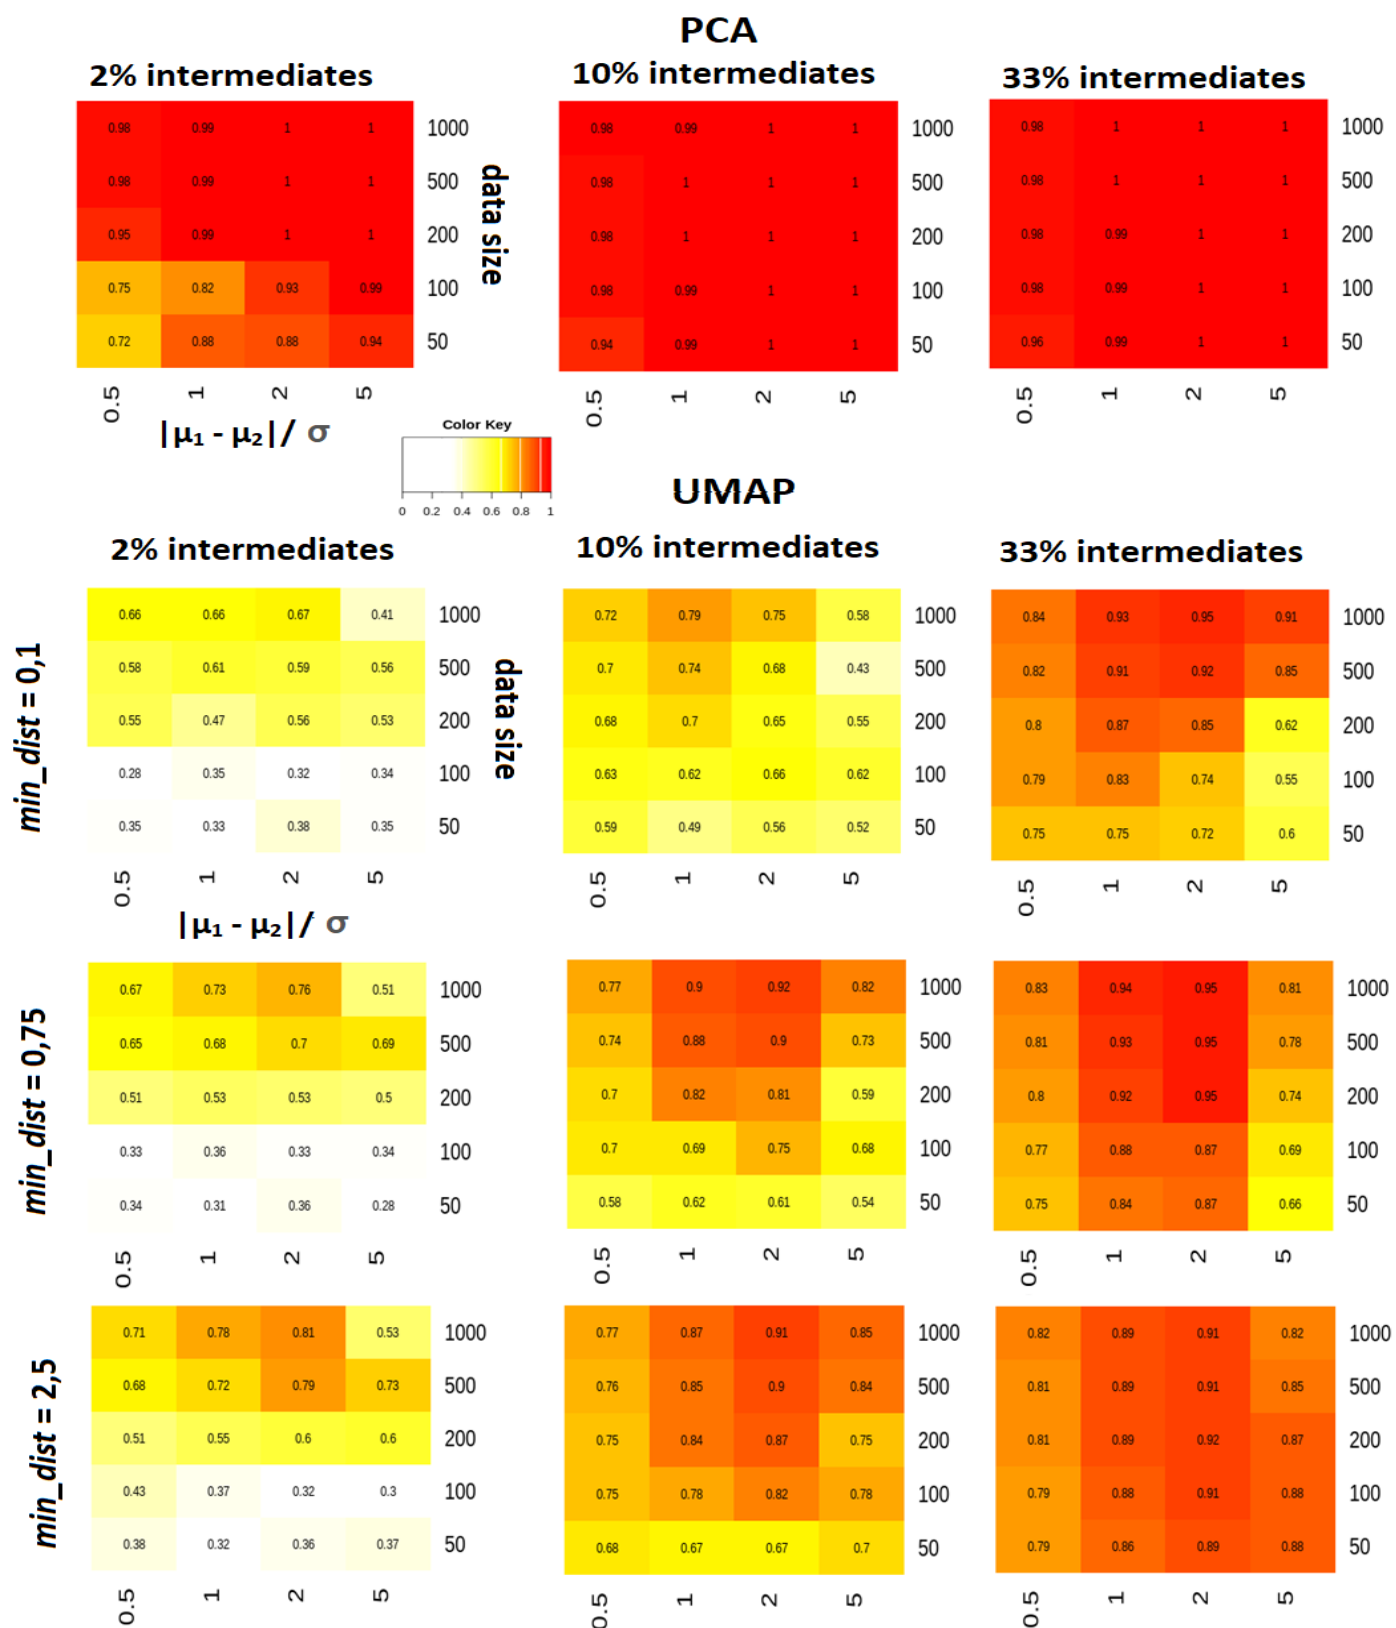 PCA
2% intermediates 10% intermediates 33% intermediates
0.98 0.99 1 1 1000 0.98 0.99 1 1 1000 0.98 1 1 1 1000
0.98 0.99 1 1 500 0.98 1 1 1 500 0.98 1 1 1 500
0.95 0.99 1 1 200 0.98 1 1 1 200 0.98 0.99 1 1 200
0.75 0.82 0.93 0.99 100 0.98 0.99 1 1 100 0.98 0.99 1 1 100
0.72 0.88 0.88 0.94 50 0.94 0.99 1 1 50 0.96 0.99 1 1 50
data size
0.5 1 2 5 0.5 1 2 5 0.5 1 2 5
|μ₁ - μ₂| / σ
Color Key
0 0.2 0.4 0.6 0.8 1
UMAP
2% intermediates 10% intermediates 33% intermediates
min_dist = 0,1
0.66 0.66 0.67 0.41 1000 0.72 0.79 0.75 0.58 1000 0.84 0.93 0.95 0.91 1000
0.58 0.61 0.59 0.56 500 0.7 0.74 0.68 0.43 500 0.82 0.91 0.92 0.85 500
0.55 0.47 0.56 0.53 200 0.68 0.7 0.65 0.55 200 0.8 0.87 0.85 0.62 200
0.28 0.35 0.32 0.34 100 0.63 0.62 0.66 0.62 100 0.79 0.83 0.74 0.55 100
0.35 0.33 0.38 0.35 50 0.59 0.49 0.56 0.52 50 0.75 0.75 0.72 0.6 50
data size
0.5 1 2 5 0.5 1 2 5 0.5 1 2 5
|μ₁ - μ₂| / σ
min_dist = 0,75
0.67 0.73 0.76 0.51 1000 0.77 0.9 0.92 0.82 1000 0.83 0.94 0.95 0.81 1000
0.65 0.68 0.7 0.69 500 0.74 0.88 0.9 0.73 500 0.81 0.93 0.95 0.78 500
0.51 0.53 0.53 0.5 200 0.7 0.82 0.81 0.59 200 0.8 0.92 0.95 0.74 200
0.33 0.36 0.33 0.34 100 0.7 0.69 0.75 0.68 100 0.77 0.88 0.87 0.69 100
0.34 0.31 0.36 0.28 50 0.58 0.62 0.61 0.54 50 0.75 0.84 0.87 0.66 50
0.5 1 2 5 0.5 1 2 5 0.5 1 2 5
min_dist = 2,5
0.71 0.78 0.81 0.53 1000 0.77 0.87 0.91 0.85 1000 0.82 0.89 0.91 0.82 1000
0.68 0.72 0.79 0.73 500 0.76 0.85 0.9 0.84 500 0.81 0.89 0.91 0.85 500
0.51 0.55 0.6 0.6 200 0.75 0.84 0.87 0.75 200 0.81 0.89 0.92 0.87 200
0.43 0.37 0.32 0.3 100 0.75 0.78 0.82 0.78 100 0.79 0.88 0.91 0.88 100
0.38 0.32 0.36 0.37 50 0.68 0.67 0.67 0.7 50 0.79 0.86 0.89 0.88 50
0.5 1 2 5 0.5 1 2 5 0.5 1 2 5